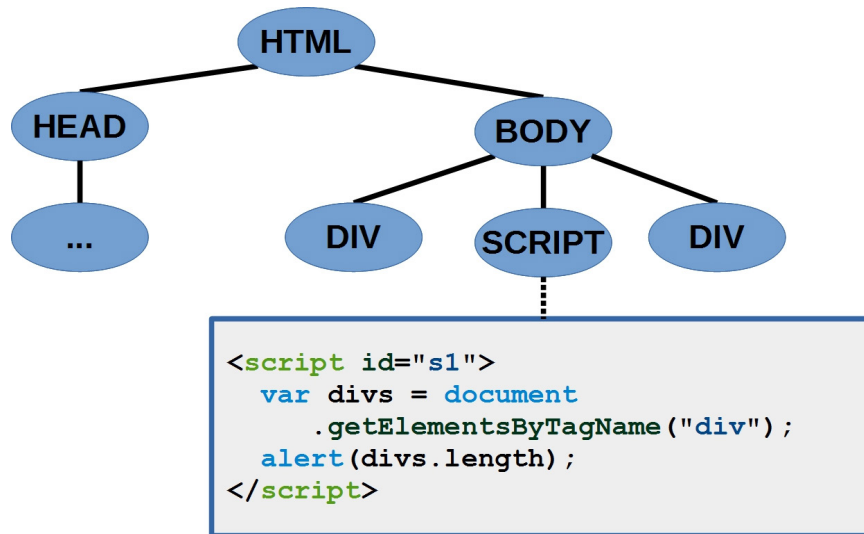 HTML
HEAD
BODY
...
DIV
SCRIPT
DIV
<script id="s1">
  var divs = document
     .getElementsByTagName("div");
  alert(divs.length);
</script>